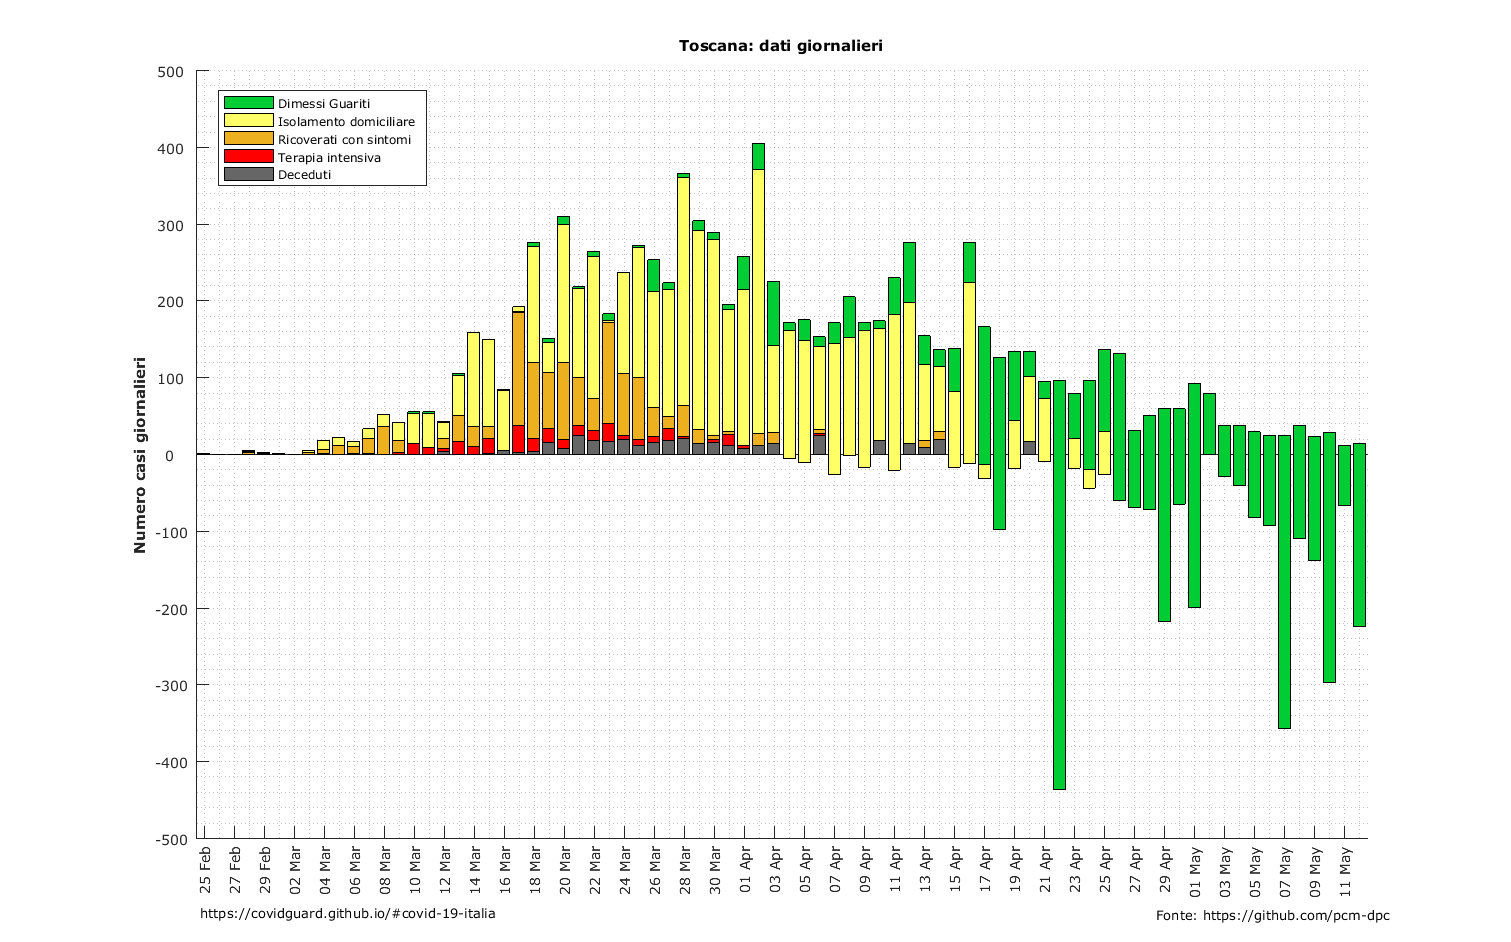 Toscana: dati giornalieri
Numero casi giornalieri
500
400
300
200
100
0
-100
-200
-300
-400
-500
Dimessi Guariti
Isolamento domiciliare
Ricoverati con sintomi
Terapia intensiva
Deceduti
25 Feb
27 Feb
29 Feb
02 Mar
04 Mar
06 Mar
08 Mar
10 Mar
12 Mar
14 Mar
16 Mar
18 Mar
20 Mar
22 Mar
24 Mar
26 Mar
28 Mar
30 Mar
01 Apr
03 Apr
05 Apr
07 Apr
09 Apr
11 Apr
13 Apr
15 Apr
17 Apr
19 Apr
21 Apr
23 Apr
25 Apr
27 Apr
29 Apr
01 May
03 May
05 May
07 May
09 May
11 May
https://covidguard.github.io/#covid-19-italia
Fonte: https://github.com/pcm-dpc